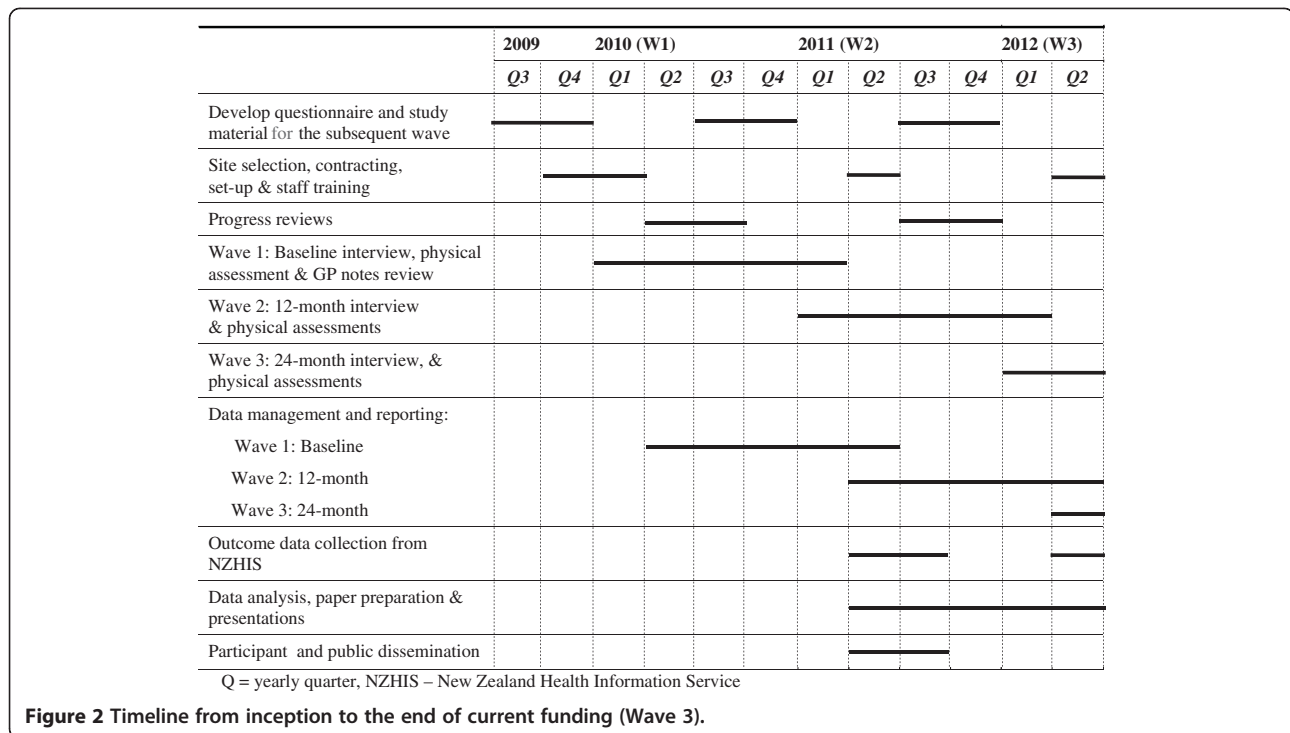 2009 2010 (W1) 2011 (W2) 2012 (W3)
Q3 Q4 Q1 Q2 Q3 Q4 Q1 Q2 Q3 Q4 Q1 Q2
Develop questionnaire and study
material for the subsequent wave
Site selection, contracting,
set-up & staff training
Progress reviews
Wave 1: Baseline interview, physical
assessment & GP notes review
Wave 2: 12-month interview
& physical assessments
Wave 3: 24-month interview, &
physical assessments
Data management and reporting:
Wave 1: Baseline
Wave 2: 12-month
Wave 3: 24-month
Outcome data collection from
NZHIS
Data analysis, paper preparation &
presentations
Participant and public dissemination
Q = yearly quarter, NZHIS – New Zealand Health Information Service
Figure 2 Timeline from inception to the end of current funding (Wave 3).